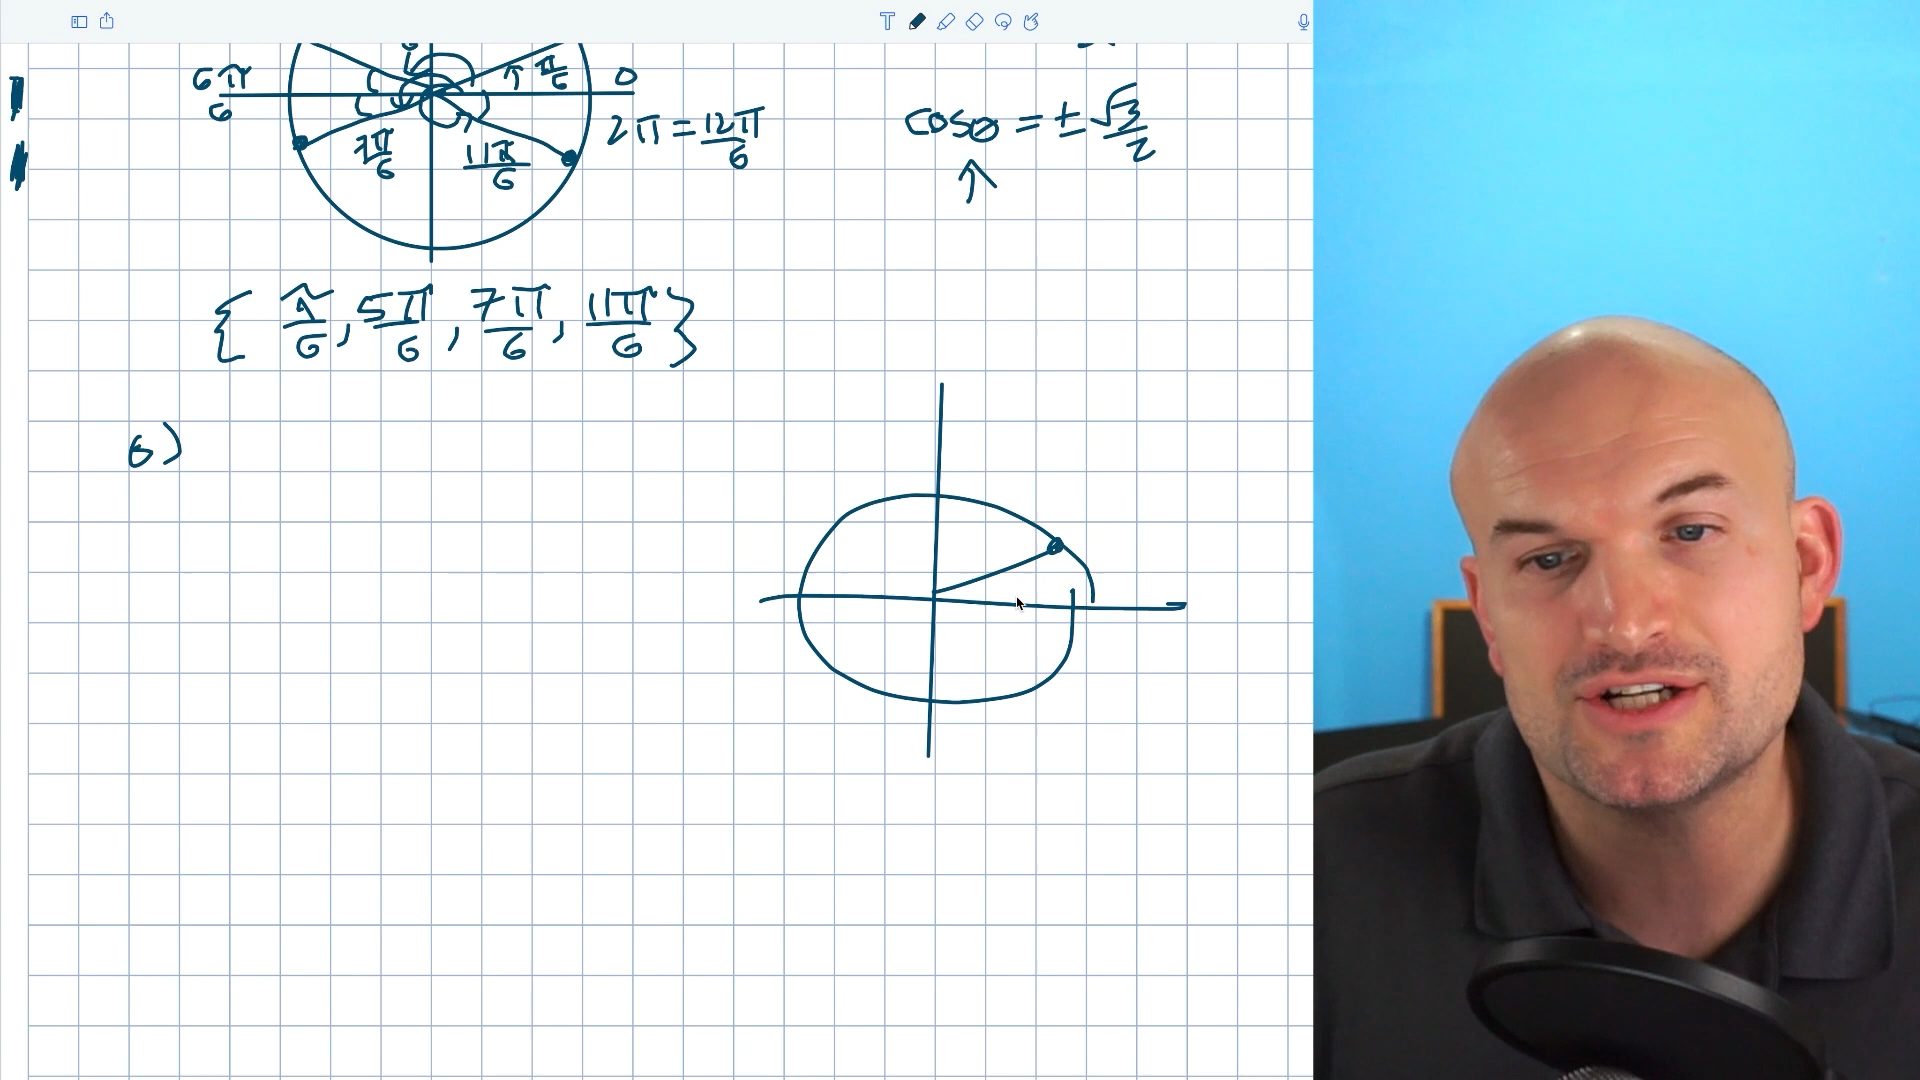 6π/6 π/6 0
7π/6 11π/6 2π = 12π/6 cosθ = ± √3/2
{ π/6, 5π/6, 7π/6, 11π/6 }
6)